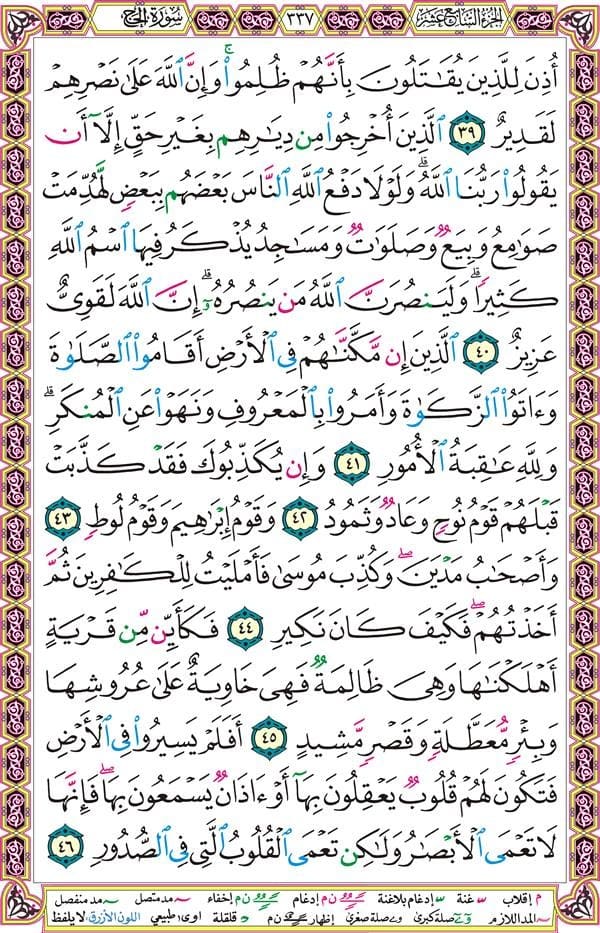 الجزء السابع عشر ٣٣٧ سورة الحج
أُذِنَ لِلَّذِينَ يُقَـٰتَلُونَ بِأَنَّهُمْ ظُلِمُوا۟ ۚ وَإِنَّ ٱللَّهَ عَلَىٰ نَصْرِهِمْ
لَقَدِيرٌ ٣٩ ٱلَّذِينَ أُخْرِجُوا۟ مِن دِيَـٰرِهِم بِغَيْرِ حَقٍّ إِلَّآ أَن
يَقُولُوا۟ رَبُّنَا ٱللَّهُ ۗ وَلَوْلَا دَفْعُ ٱللَّهِ ٱلنَّاسَ بَعْضَهُم بِبَعْضٍ لَّهُدِّمَتْ
صَوَٰمِعُ وَبِيَعٌ وَصَلَوَٰتٌ وَمَسَـٰجِدُ يُذْكَرُ فِيهَا ٱسْمُ ٱللَّهِ
كَثِيرًا ۗ وَلَيَنصُرَنَّ ٱللَّهُ مَن يَنصُرُهُۥٓ ۗ إِنَّ ٱللَّهَ لَقَوِىٌّ
عَزِيزٌ ٤٠ ٱلَّذِينَ إِن مَّكَّنَّـٰهُمْ فِى ٱلْأَرْضِ أَقَامُوا۟ ٱلصَّلَوٰةَ
وَءَاتَوُا۟ ٱلزَّكَوٰةَ وَأَمَرُوا۟ بِٱلْمَعْرُوفِ وَنَهَوْا۟ عَنِ ٱلْمُنكَرِ ۗ
وَلِلَّهِ عَـٰقِبَةُ ٱلْأُمُورِ ٤١ وَإِن يُكَذِّبُوكَ فَقَدْ كَذَّبَتْ
قَبْلَهُمْ قَوْمُ نُوحٍ وَعَادٌ وَثَمُودُ ٤٢ وَقَوْمُ إِبْرَٰهِيمَ وَقَوْمُ لُوطٍ ٤٣
وَأَصْحَـٰبُ مَدْيَنَ ۖ وَكُذِّبَ مُوسَىٰ فَأَمْلَيْتُ لِلْكَـٰفِرِينَ ثُمَّ
أَخَذْتُهُمْ ۖ فَكَيْفَ كَانَ نَكِيرِ ٤٤ فَكَأَيِّن مِّن قَرْيَةٍ
أَهْلَكْنَـٰهَا وَهِىَ ظَالِمَةٌ فَهِىَ خَاوِيَةٌ عَلَىٰ عُرُوشِهَا
وَبِئْرٍ مُّعَطَّلَةٍ وَقَصْرٍ مَّشِيدٍ ٤٥ أَفَلَمْ يَسِيرُوا۟ فِى ٱلْأَرْضِ
فَتَكُونَ لَهُمْ قُلُوبٌ يَعْقِلُونَ بِهَآ أَوْ ءَاذَانٌ يَسْمَعُونَ بِهَا ۖ فَإِنَّهَا
لَا تَعْمَى ٱلْأَبْصَـٰرُ وَلَـٰكِن تَعْمَى ٱلْقُلُوبُ ٱلَّتِى فِى ٱلصُّدُورِ ٤٦
م إقلاب غنة إدغام بلاغنة ن م إدغام ن م إخفاء مد متصل مد منفصل
المد اللازم صلة كبرى صلة صغرى إظهار ن م قلقلة اوى طبيعي اللون الأزرق لا يلفظ